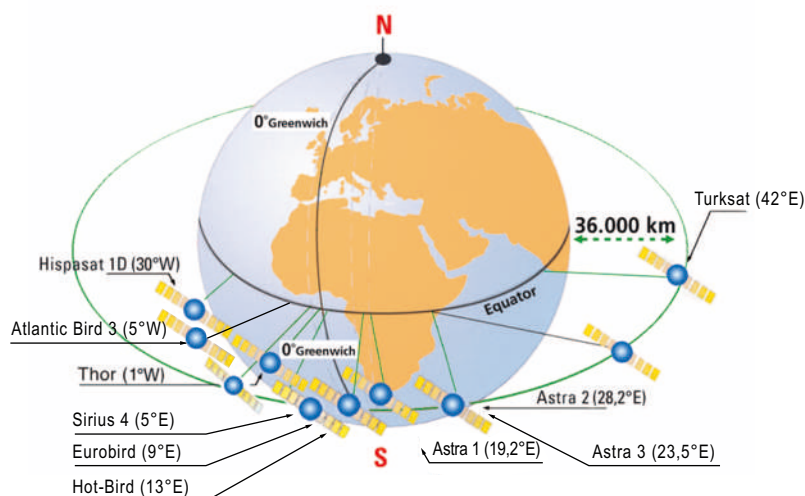 N
0°Greenwich
Turksat (42°E)
36.000 km
Hispasat 1D (30°W)
Equator
Atlantic Bird 3 (5°W)
0°Greenwich
Thor (1°W)
Astra 2 (28,2°E)
Sirius 4 (5°E)
Eurobird (9°E)
S
Astra 1 (19,2°E)
Astra 3 (23,5°E)
Hot-Bird (13°E)